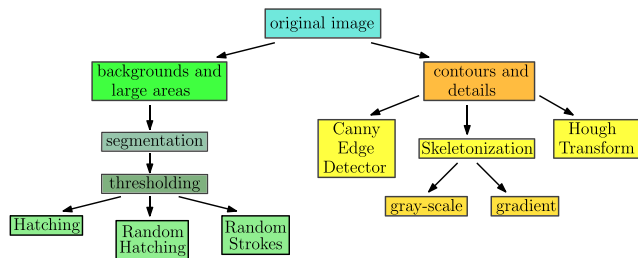 original image
backgrounds and
large areas
contours and
details
segmentation
thresholding
Hatching
Random
Hatching
Random
Strokes
Canny
Edge
Detector
Skeletonization
Hough
Transform
gray-scale
gradient